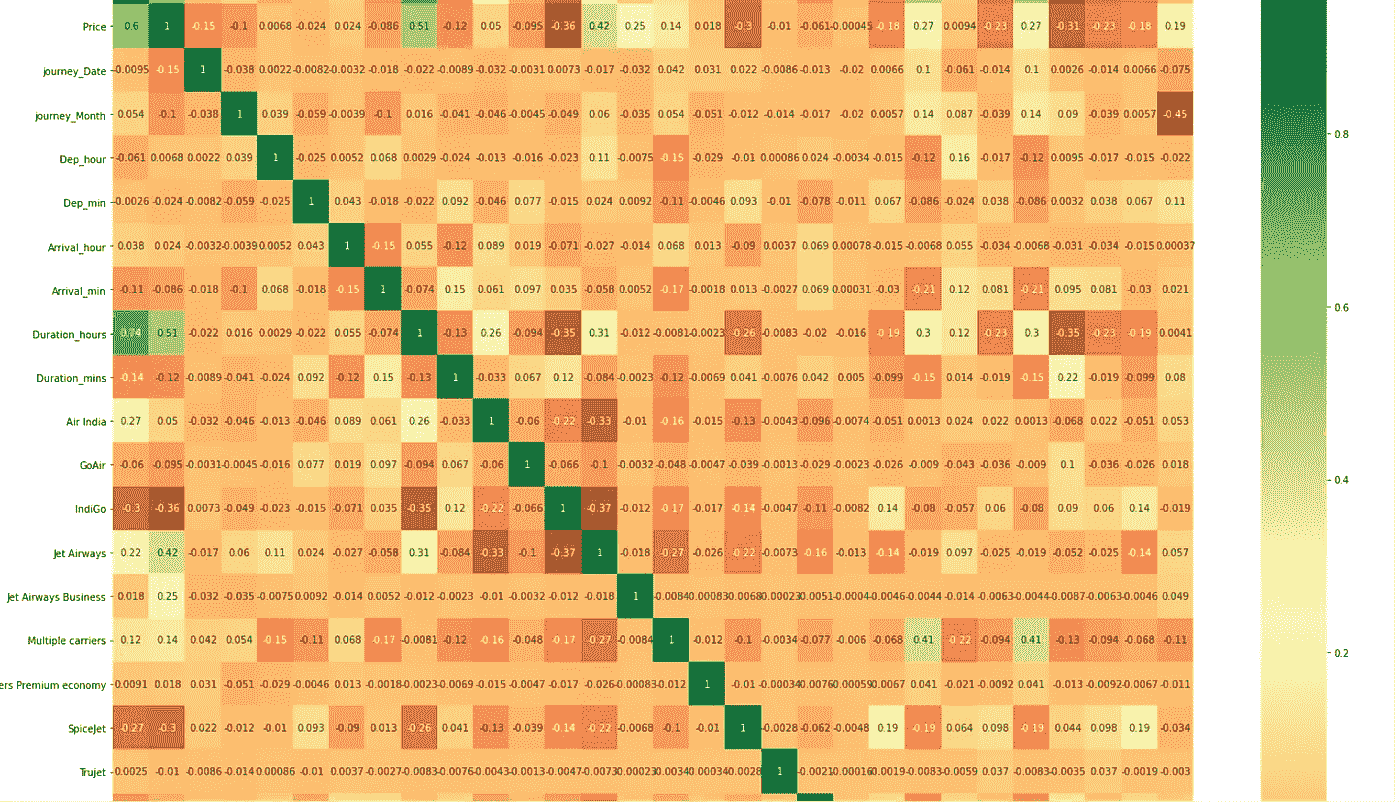 Price 0.6 1 -0.15 -0.1 0.0068 -0.024 0.024 -0.086 0.51 -0.12 0.05 -0.095 -0.36 0.42 0.25 0.14 0.018 -0.3 -0.01 -0.061 -0.00045 -0.18 0.27 0.0094 -0.23 0.27 -0.31 -0.23 -0.18 0.19
journey_Date -0.0095 -0.15 1 -0.038 0.0022 -0.0082 -0.0032 -0.018 -0.022 -0.0089 -0.032 -0.0031 0.0073 -0.017 -0.032 0.042 0.031 0.022 -0.0086 -0.013 -0.02 0.0066 0.1 -0.061 -0.014 0.1 0.0026 -0.014 0.0066 -0.075
journey_Month 0.054 -0.1 -0.038 1 0.039 -0.059 -0.0039 -0.1 0.016 -0.041 -0.046 -0.0045 -0.049 0.06 -0.035 0.054 -0.051 -0.012 -0.014 -0.017 -0.02 0.0057 0.14 0.087 -0.039 0.14 0.09 -0.039 0.0057 -0.45
Dep_hour -0.061 0.0068 0.0022 0.039 1 -0.025 0.0052 0.068 0.0029 -0.024 -0.013 -0.016 -0.023 0.11 -0.0075 -0.15 -0.029 -0.01 0.00086 0.024 -0.0034 -0.015 -0.12 0.16 -0.017 -0.12 0.0095 -0.017 -0.015 -0.022
Dep_min -0.0026 -0.024 -0.0082 -0.059 -0.025 1 0.043 -0.018 -0.022 0.092 -0.046 0.077 -0.015 0.024 0.0092 -0.11 -0.0046 0.093 -0.01 -0.078 -0.011 0.067 -0.086 -0.024 0.038 -0.086 0.0032 0.038 0.067 0.11
Arrival_hour 0.038 0.024 -0.0032 -0.0039 0.0052 0.043 1 -0.15 0.055 -0.12 0.089 0.019 -0.071 -0.027 -0.014 0.068 0.013 -0.09 0.0037 0.069 0.00078 -0.015 -0.0068 0.055 -0.034 -0.0068 -0.031 -0.034 -0.015 0.00037
Arrival_min -0.11 -0.086 -0.018 -0.1 0.068 -0.018 -0.15 1 -0.074 0.15 0.061 0.097 0.035 -0.058 0.0052 -0.17 -0.0018 0.013 -0.0027 0.069 0.00031 -0.03 -0.21 0.12 0.081 -0.21 0.095 0.081 -0.03 0.021
Duration_hours 0.74 0.51 -0.022 0.016 0.0029 -0.022 0.055 -0.074 1 -0.13 0.26 -0.094 -0.35 0.31 -0.012 -0.0081 -0.0023 -0.26 -0.0083 -0.02 -0.016 -0.19 0.3 0.12 -0.23 0.3 -0.35 -0.23 -0.19 0.0041
Duration_mins -0.14 -0.12 -0.0089 -0.041 -0.024 0.092 -0.12 0.15 -0.13 1 -0.033 0.067 0.12 -0.084 -0.0023 -0.12 -0.0069 0.041 -0.0076 0.042 0.005 -0.099 -0.15 0.014 -0.019 -0.15 0.22 -0.019 -0.099 0.08
Air India 0.27 0.05 -0.032 -0.046 -0.013 -0.046 0.089 0.061 0.26 -0.033 1 -0.06 -0.22 -0.33 -0.01 -0.16 -0.015 -0.13 -0.0043 -0.096 -0.0074 -0.051 0.0013 0.024 0.022 0.0013 -0.068 0.022 -0.051 0.053
GoAir -0.06 -0.095 -0.0031 -0.0045 -0.016 0.077 0.019 0.097 -0.094 0.067 -0.06 1 -0.066 -0.1 -0.0032 -0.048 -0.0047 -0.039 -0.0013 -0.029 -0.0023 -0.026 -0.009 -0.043 -0.036 -0.009 0.1 -0.036 -0.026 0.018
IndiGo -0.3 -0.36 0.0073 -0.049 -0.023 -0.015 -0.071 0.035 -0.35 0.12 -0.22 -0.066 1 -0.37 -0.012 -0.17 -0.017 -0.14 -0.0047 -0.11 -0.0082 0.14 -0.08 -0.057 0.06 -0.08 0.09 0.06 0.14 -0.019
Jet Airways 0.22 0.42 -0.017 0.06 0.11 0.024 -0.027 -0.058 0.31 -0.084 -0.33 -0.1 -0.37 1 -0.018 -0.27 -0.026 -0.22 -0.0073 -0.16 -0.013 -0.14 -0.019 0.097 -0.025 -0.019 -0.052 -0.025 -0.14 0.057
Jet Airways Business 0.018 0.25 -0.032 -0.035 -0.0075 0.0092 -0.014 0.0052 -0.012 -0.0023 -0.01 -0.0032 -0.012 -0.018 1 -0.0084 -0.00083 -0.0068 -0.00023 -0.0051 -0.0004 -0.0046 -0.0044 -0.014 -0.0063 -0.0044 -0.0087 -0.0063 -0.0046 0.049
Multiple carriers 0.12 0.14 0.042 0.054 -0.15 -0.11 0.068 -0.17 -0.0081 -0.12 -0.16 -0.048 -0.17 -0.27 -0.0084 1 -0.012 -0.1 -0.0034 -0.077 -0.006 -0.068 0.41 -0.22 -0.094 0.41 -0.13 -0.094 -0.068 -0.11
ers Premium economy 0.0091 0.018 0.031 -0.051 -0.029 -0.0046 0.013 -0.0018 -0.0023 -0.0069 -0.015 -0.0047 -0.017 -0.026 -0.00083 -0.012 1 -0.01 -0.00034 -0.0076 -0.00059 -0.0067 0.041 -0.021 -0.0092 0.041 -0.013 -0.0092 -0.0067 -0.011
SpiceJet -0.27 -0.3 0.022 -0.012 -0.01 0.093 -0.09 0.013 -0.26 0.041 -0.13 -0.039 -0.14 -0.22 -0.0068 -0.1 -0.01 1 -0.0028 -0.062 -0.0048 0.19 -0.19 0.064 0.098 -0.19 0.044 0.098 0.19 -0.034
Trujet -0.0025 -0.01 -0.0086 -0.014 0.00086 -0.01 0.0037 -0.0027 -0.0083 -0.0076 -0.0043 -0.0013 -0.0047 -0.0073 -0.00023 -0.0034 -0.00034 -0.0028 1 -0.0021 -0.00016 -0.0019 -0.0083 -0.0059 0.037 -0.0083 -0.0035 0.037 -0.0019 -0.003
0.8
0.6
0.4
0.2